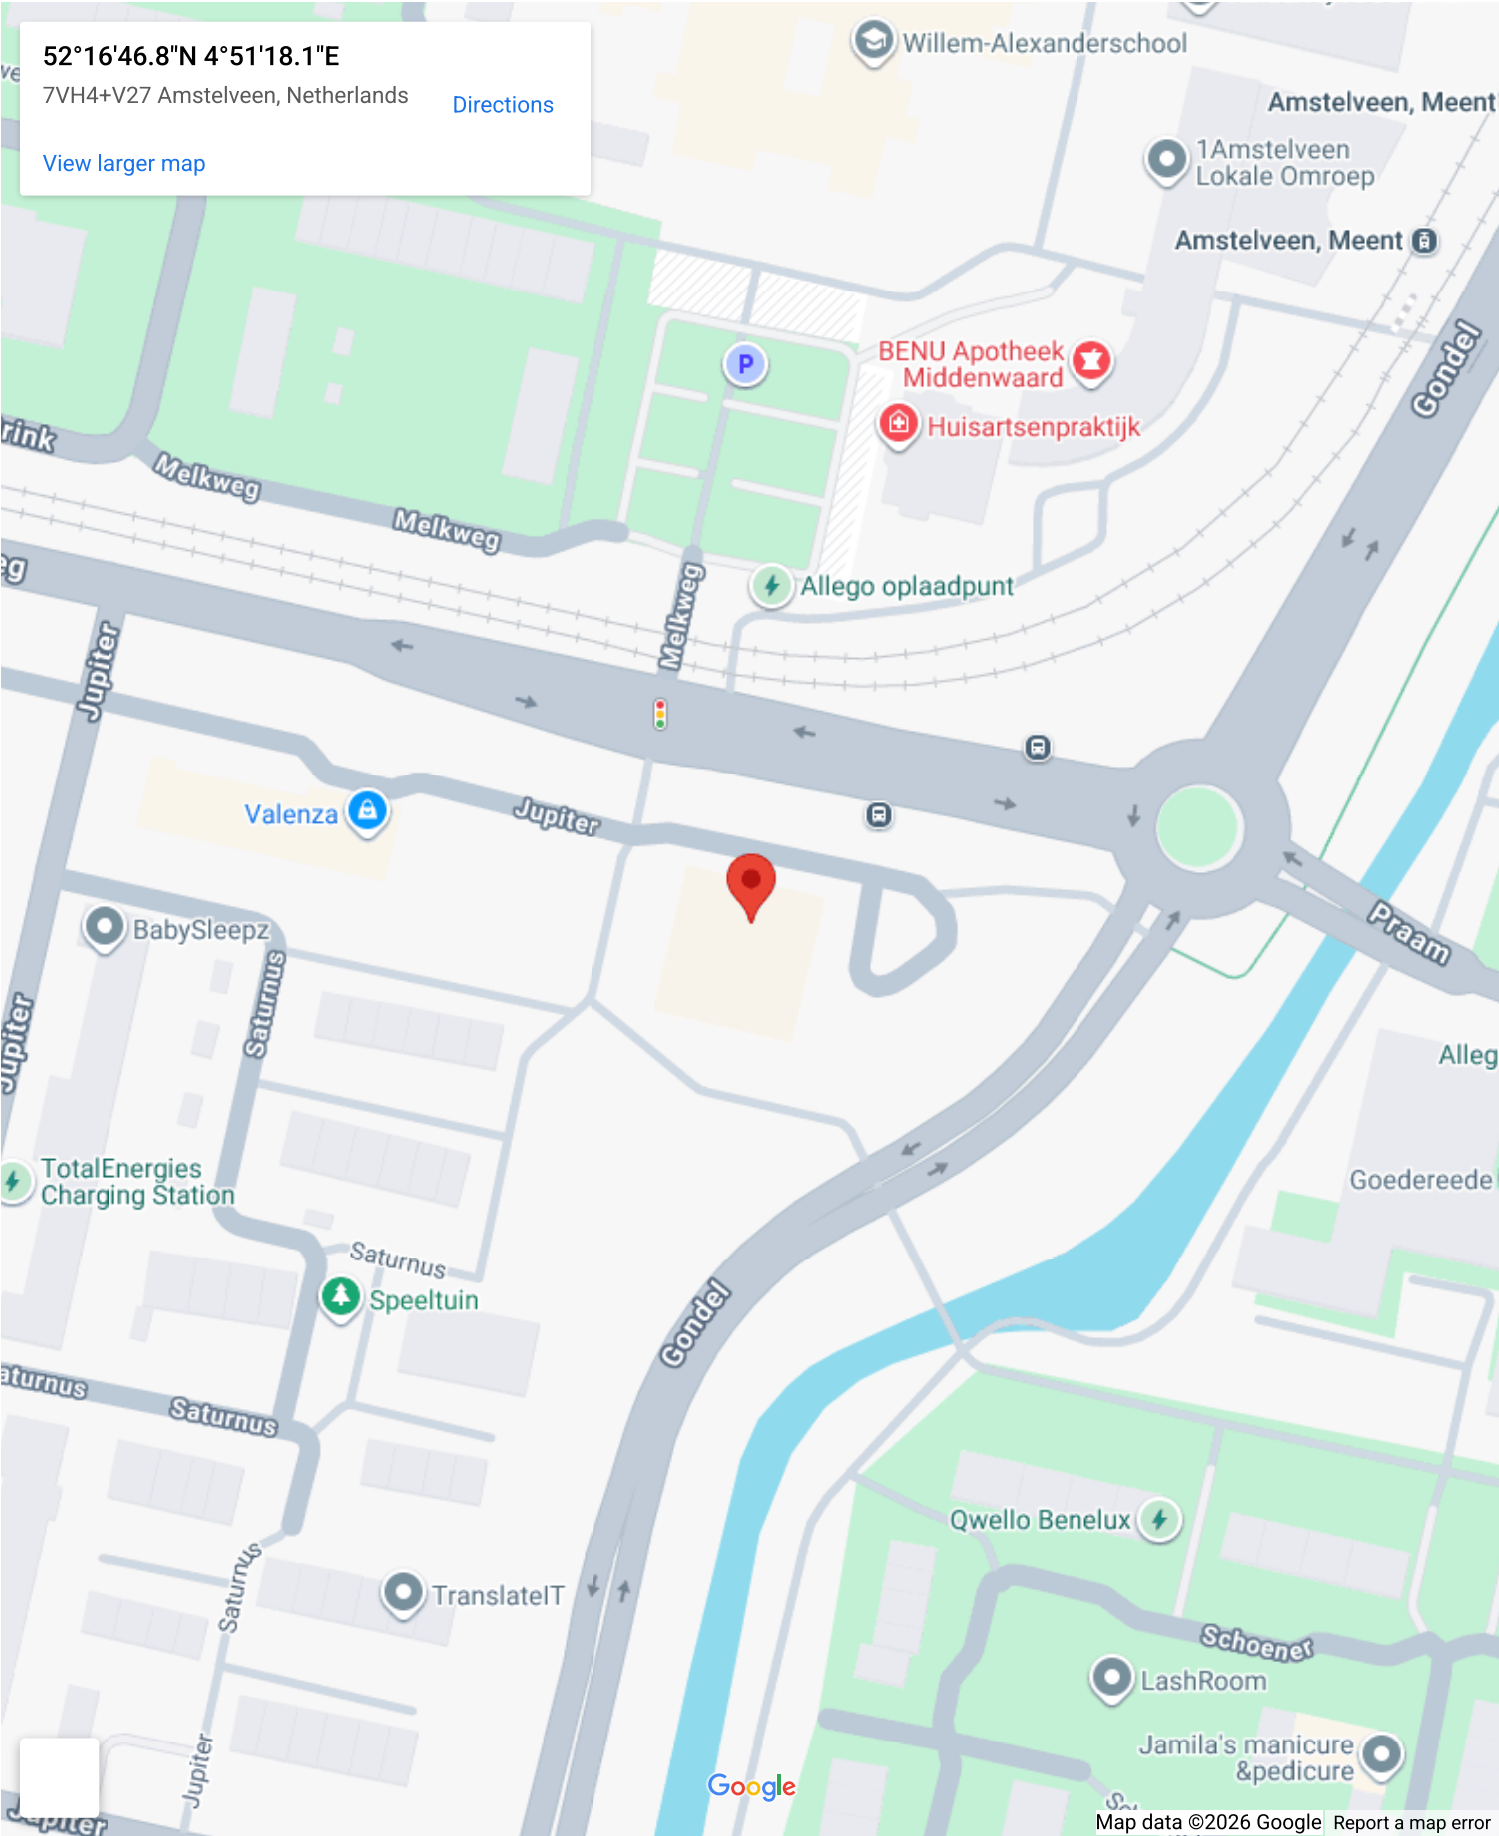 52°16'46.8"N 4°51'18.1"E
7VH4+V27 Amstelveen, Netherlands
Directions
View larger map
Willem-Alexanderschool
Amstelveen, Meent
1Amstelveen
Lokale Omroep
Amstelveen, Meent
BENU Apotheek
Middenwaard
Huisartsenpraktijk
P
Gondel
rink
Melkweg
Melkweg
eg
Melkweg
Allego oplaadpunt
Jupiter
Valenza
Jupiter
BabySleepz
Saturnus
Praam
Jupiter
Alleg
TotalEnergies
Charging Station
Goedereede
Saturnus
Speeltuin
Gondel
aturnus
Saturnus
Qwello Benelux
Saturnus
TranslateIT
Schoener
LashRoom
Jupiter
Jamila's manicure
&pedicure
Google
Jupiter
Map data ©2026 Google
Report a map error